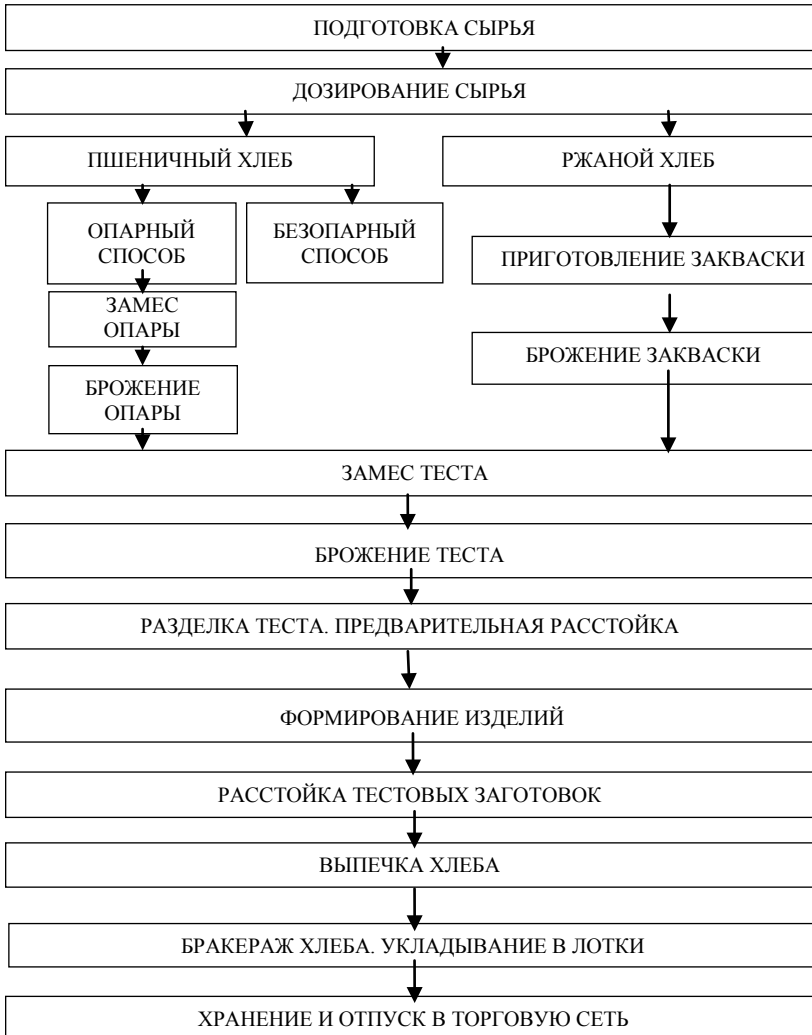 ПОДГОТОВКА СЫРЬЯ
ДОЗИРОВАНИЕ СЫРЬЯ
ПШЕНИЧНЫЙ ХЛЕБ
РЖАНОЙ ХЛЕБ
ОПАРНЫЙ
СПОСОБ
БЕЗОПАРНЫЙ
СПОСОБ
ПРИГОТОВЛЕНИЕ ЗАКВАСКИ
ЗАМЕС
ОПАРЫ
БРОЖЕНИЕ ЗАКВАСКИ
БРОЖЕНИЕ
ОПАРЫ
ЗАМЕС ТЕСТА
БРОЖЕНИЕ ТЕСТА
РАЗДЕЛКА ТЕСТА. ПРЕДВАРИТЕЛЬНАЯ РАССТОЙКА
ФОРМИРОВАНИЕ ИЗДЕЛИЙ
РАССТОЙКА ТЕСТОВЫХ ЗАГОТОВОК
ВЫПЕЧКА ХЛЕБА
БРАКЕРАЖ ХЛЕБА. УКЛАДЫВАНИЕ В ЛОТКИ
ХРАНЕНИЕ И ОТПУСК В ТОРГОВУЮ СЕТЬ